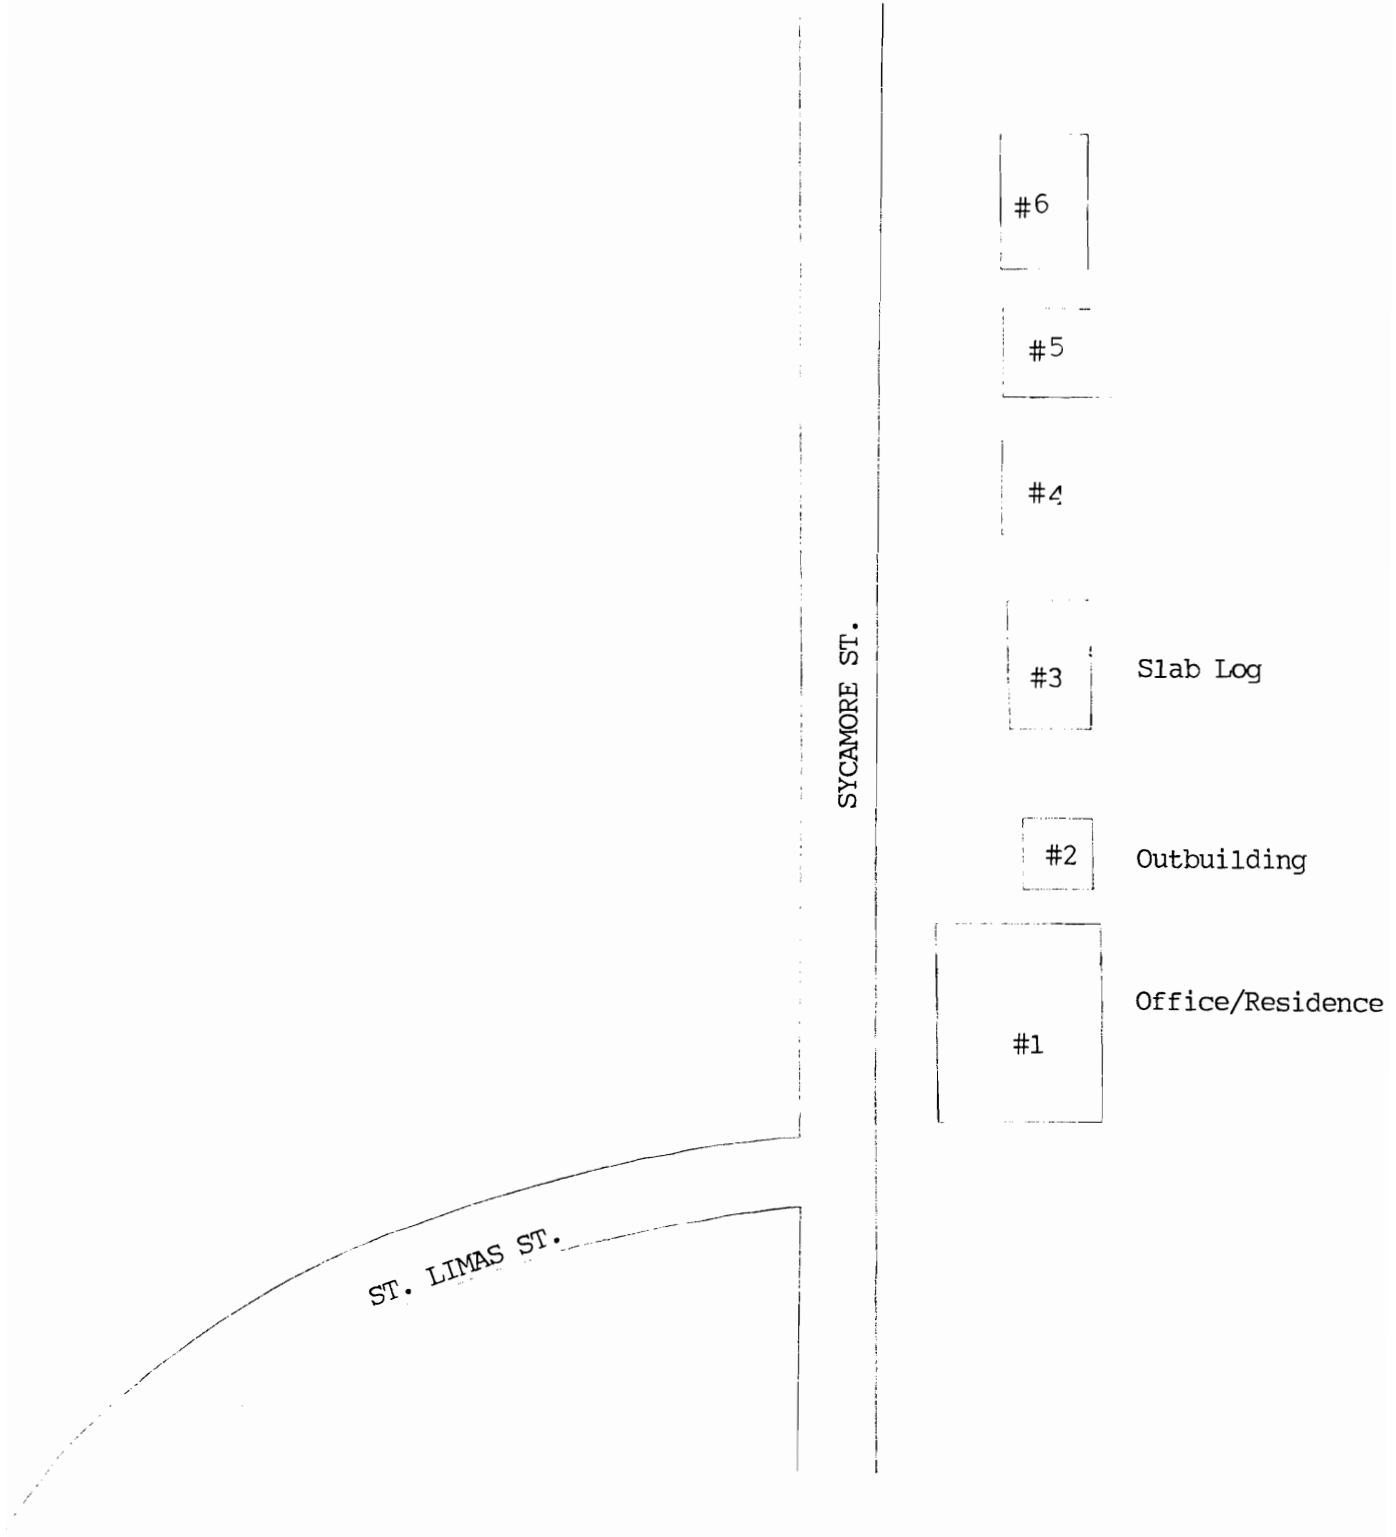 #6
#5
#4
SYCAMORE ST.
#3
Slab Log
#2
Outbuilding
Office/Residence
#1
ST. LIMAS ST.